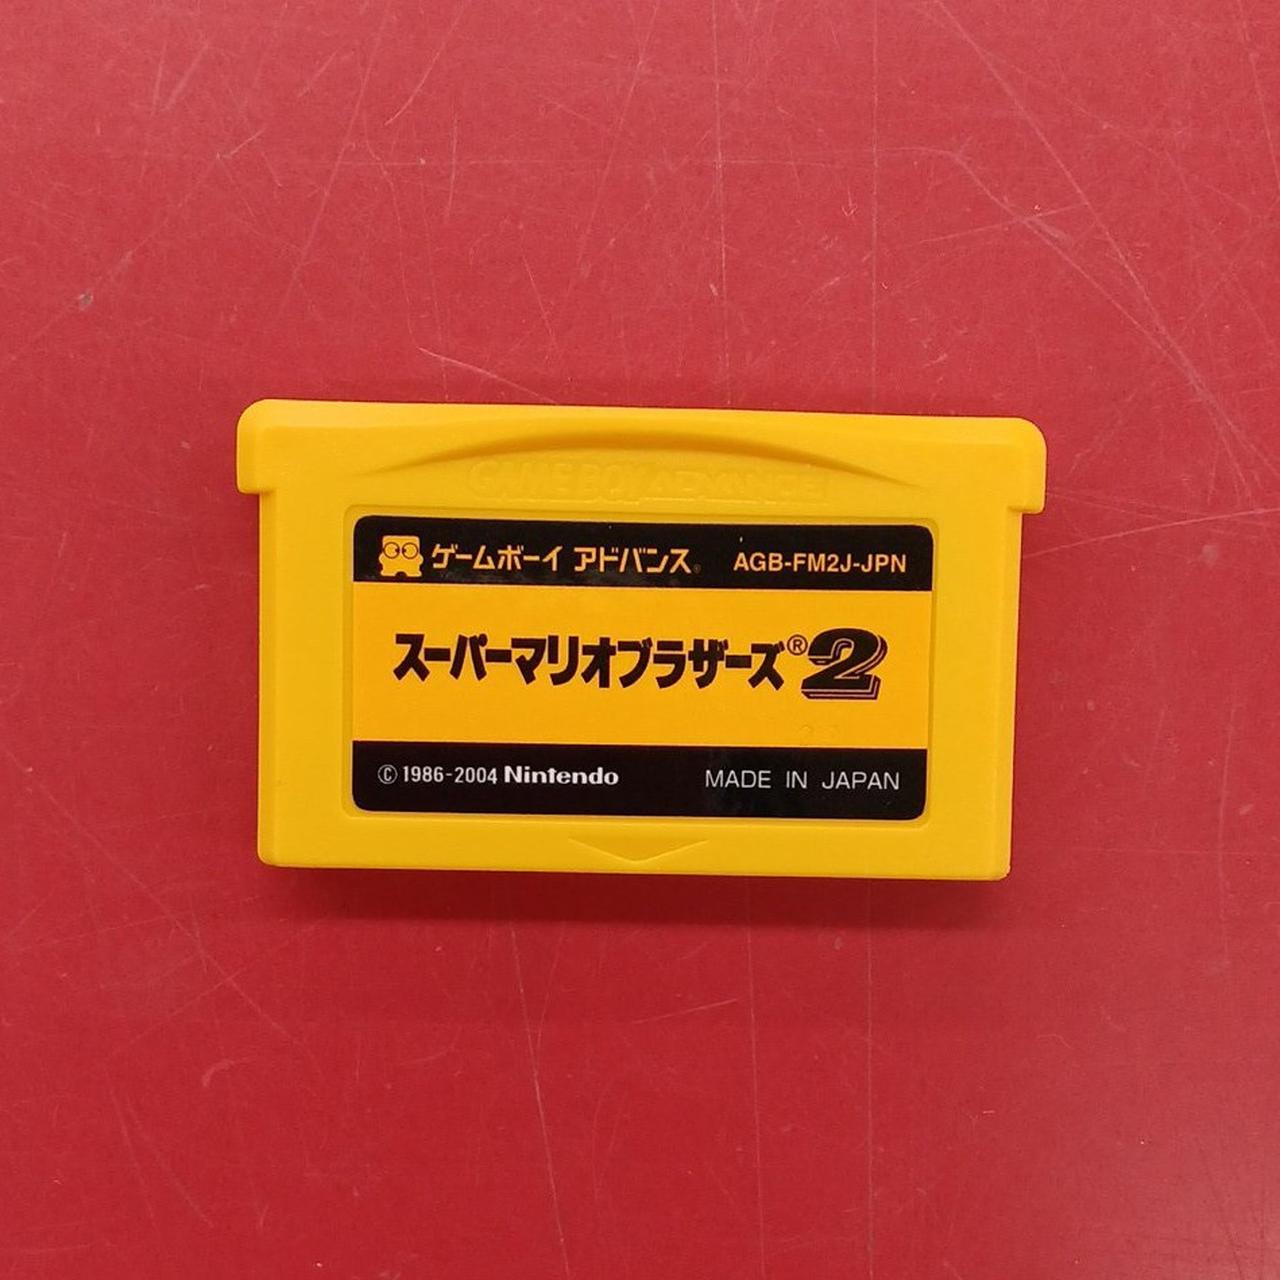 GAME BOY ADVANCE
ゲームボーイ アドバンス® AGB-FM2J-JPN
スーパーマリオブラザーズ®2
© 1986-2004 Nintendo MADE IN JAPAN